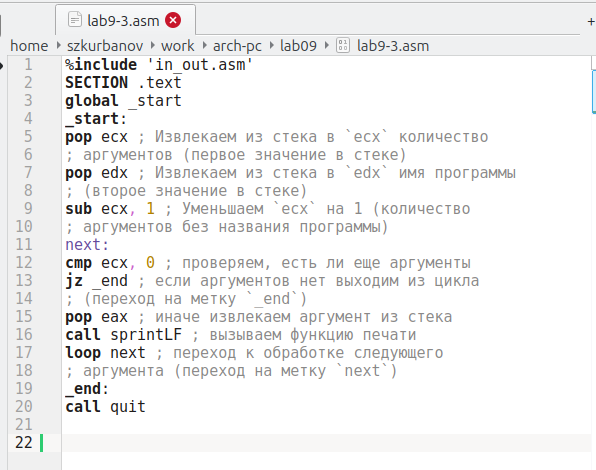 lab9-3.asm
+
home szkurbanov work arch-pc lab09 lab9-3.asm
1 %include 'in_out.asm'
2 SECTION .text
3 global _start
4 _start:
5 pop ecx ; Извлекаем из стека в `ecx` количество
6 ; аргументов (первое значение в стеке)
7 pop edx ; Извлекаем из стека в `edx` имя программы
8 ; (второе значение в стеке)
9 sub ecx, 1 ; Уменьшаем `ecx` на 1 (количество
10 ; аргументов без названия программы)
11 next:
12 cmp ecx, 0 ; проверяем, есть ли еще аргументы
13 jz _end ; если аргументов нет выходим из цикла
14 ; (переход на метку `_end`)
15 pop eax ; иначе извлекаем аргумент из стека
16 call sprintLF ; вызываем функцию печати
17 loop next ; переход к обработке следующего
18 ; аргумента (переход на метку `next`)
19 _end:
20 call quit
21
22